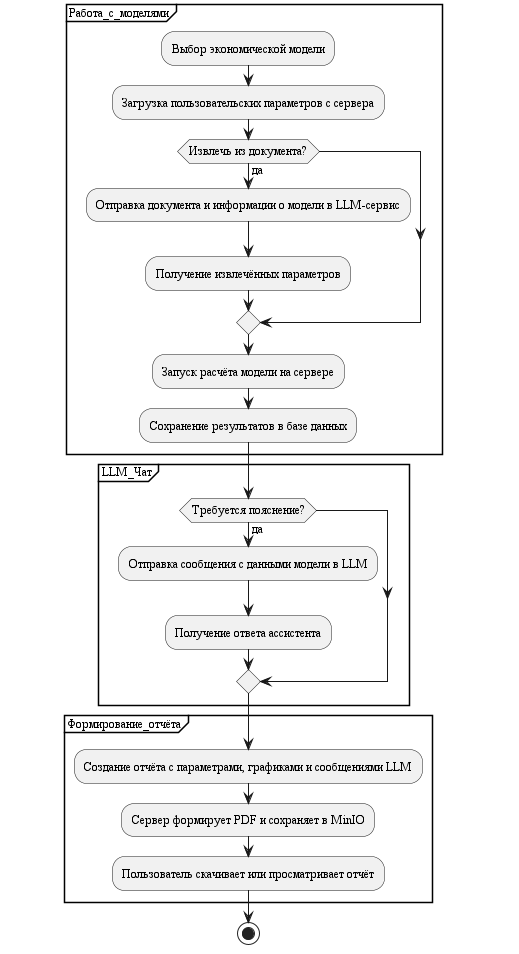 Работа_с_моделями
Выбор экономической модели
Загрузка пользовательских параметров с сервера
Извлечь из документа?
да
Отправка документа и информации о модели в LLM-сервис
Получение извлечённых параметров
Запуск расчёта модели на сервере
Сохранение результатов в базе данных
LLM_Чат
Требуется пояснение?
да
Отправка сообщения с данными модели в LLM
Получение ответа ассистента
Формирование_отчёта
Создание отчёта с параметрами, графиками и сообщениями LLM
Сервер формирует PDF и сохраняет в MinIO
Пользователь скачивает или просматривает отчёт